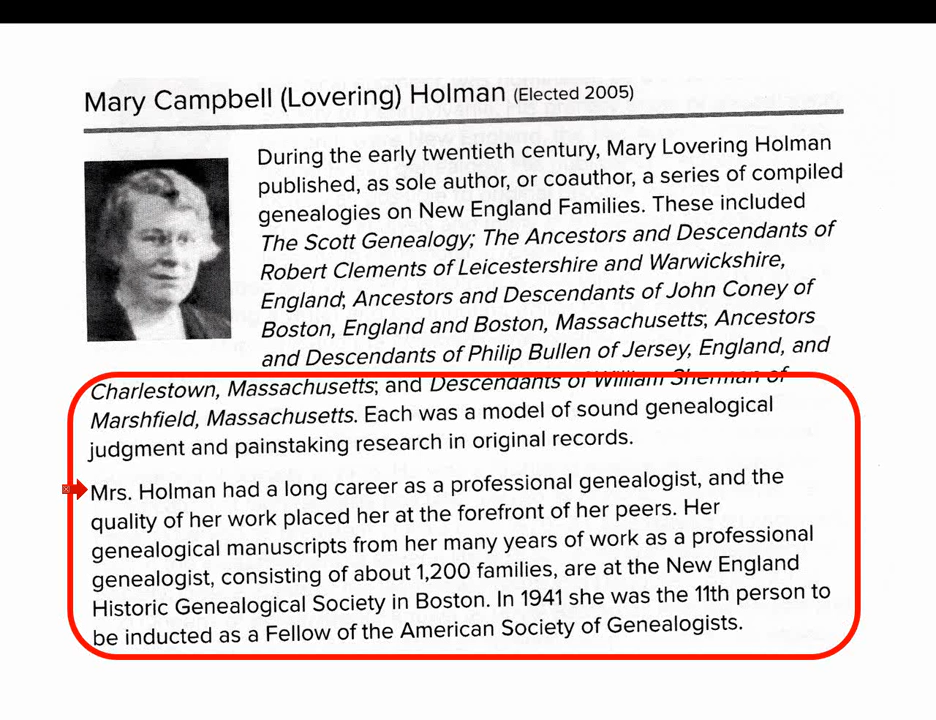 Mary Campbell (Lovering) Holman (Elected 2005)
During the early twentieth century, Mary Lovering Holman
published, as sole author, or coauthor, a series of compiled
genealogies on New England Families. These included
The Scott Genealogy; The Ancestors and Descendants of
Robert Clements of Leicestershire and Warwickshire,
England; Ancestors and Descendants of John Coney of
Boston, England and Boston, Massachusetts; Ancestors
and Descendants of Philip Bullen of Jersey, England, and
Charlestown, Massachusetts; and Descendants of William Sherman of
Marshfield, Massachusetts. Each was a model of sound genealogical
judgment and painstaking research in original records.
Mrs. Holman had a long career as a professional genealogist, and the
quality of her work placed her at the forefront of her peers. Her
genealogical manuscripts from her many years of work as a professional
genealogist, consisting of about 1,200 families, are at the New England
Historic Genealogical Society in Boston. In 1941 she was the 11th person to
be inducted as a Fellow of the American Society of Genealogists.